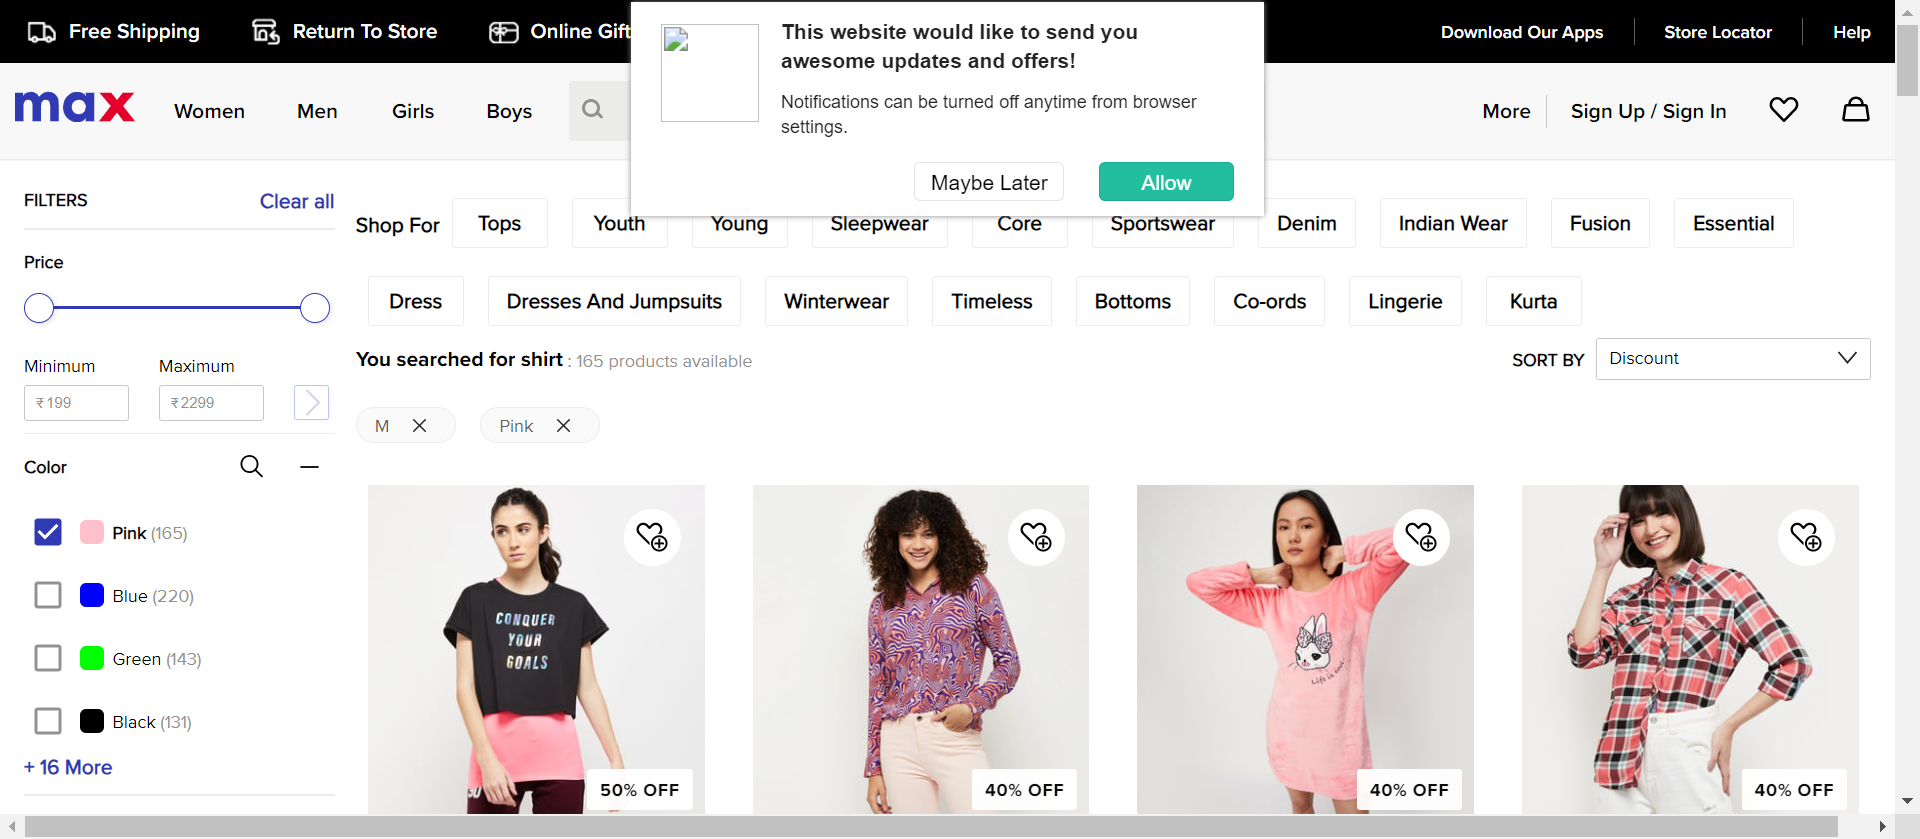 Free Shipping
Return To Store
Online Gift
Download Our Apps
Store Locator
Help
This website would like to send you
awesome updates and offers!
Notifications can be turned off anytime from browser
settings.
Maybe Later
Allow
max
Women
Men
Girls
Boys
More
Sign Up / Sign In
FILTERS
Clear all
Price
Minimum
Maximum
₹ 199
₹ 2299
Color
Pink (165)
Blue (220)
Green (143)
Black (131)
+ 16 More
Shop For
Tops
Youth
Young
Sleepwear
Core
Sportswear
Denim
Indian Wear
Fusion
Essential
Dress
Dresses And Jumpsuits
Winterwear
Timeless
Bottoms
Co-ords
Lingerie
Kurta
You searched for shirt : 165 products available
SORT BY
Discount
M
Pink
CONQUER
YOUR
GOALS
50% OFF
40% OFF
Life is cool.
40% OFF
40% OFF